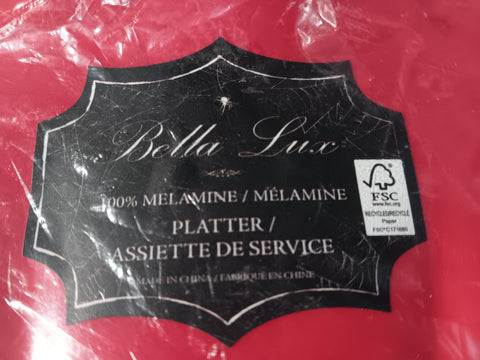 Bella Lux
100% MELAMINE / MÉLAMINE
PLATTER /
ASSIETTE DE SERVICE
MADE IN CHINA / FABRIQUÉ EN CHINE
FSC
www.fsc.org
RECYCLED/RECYCLÉ
Paper